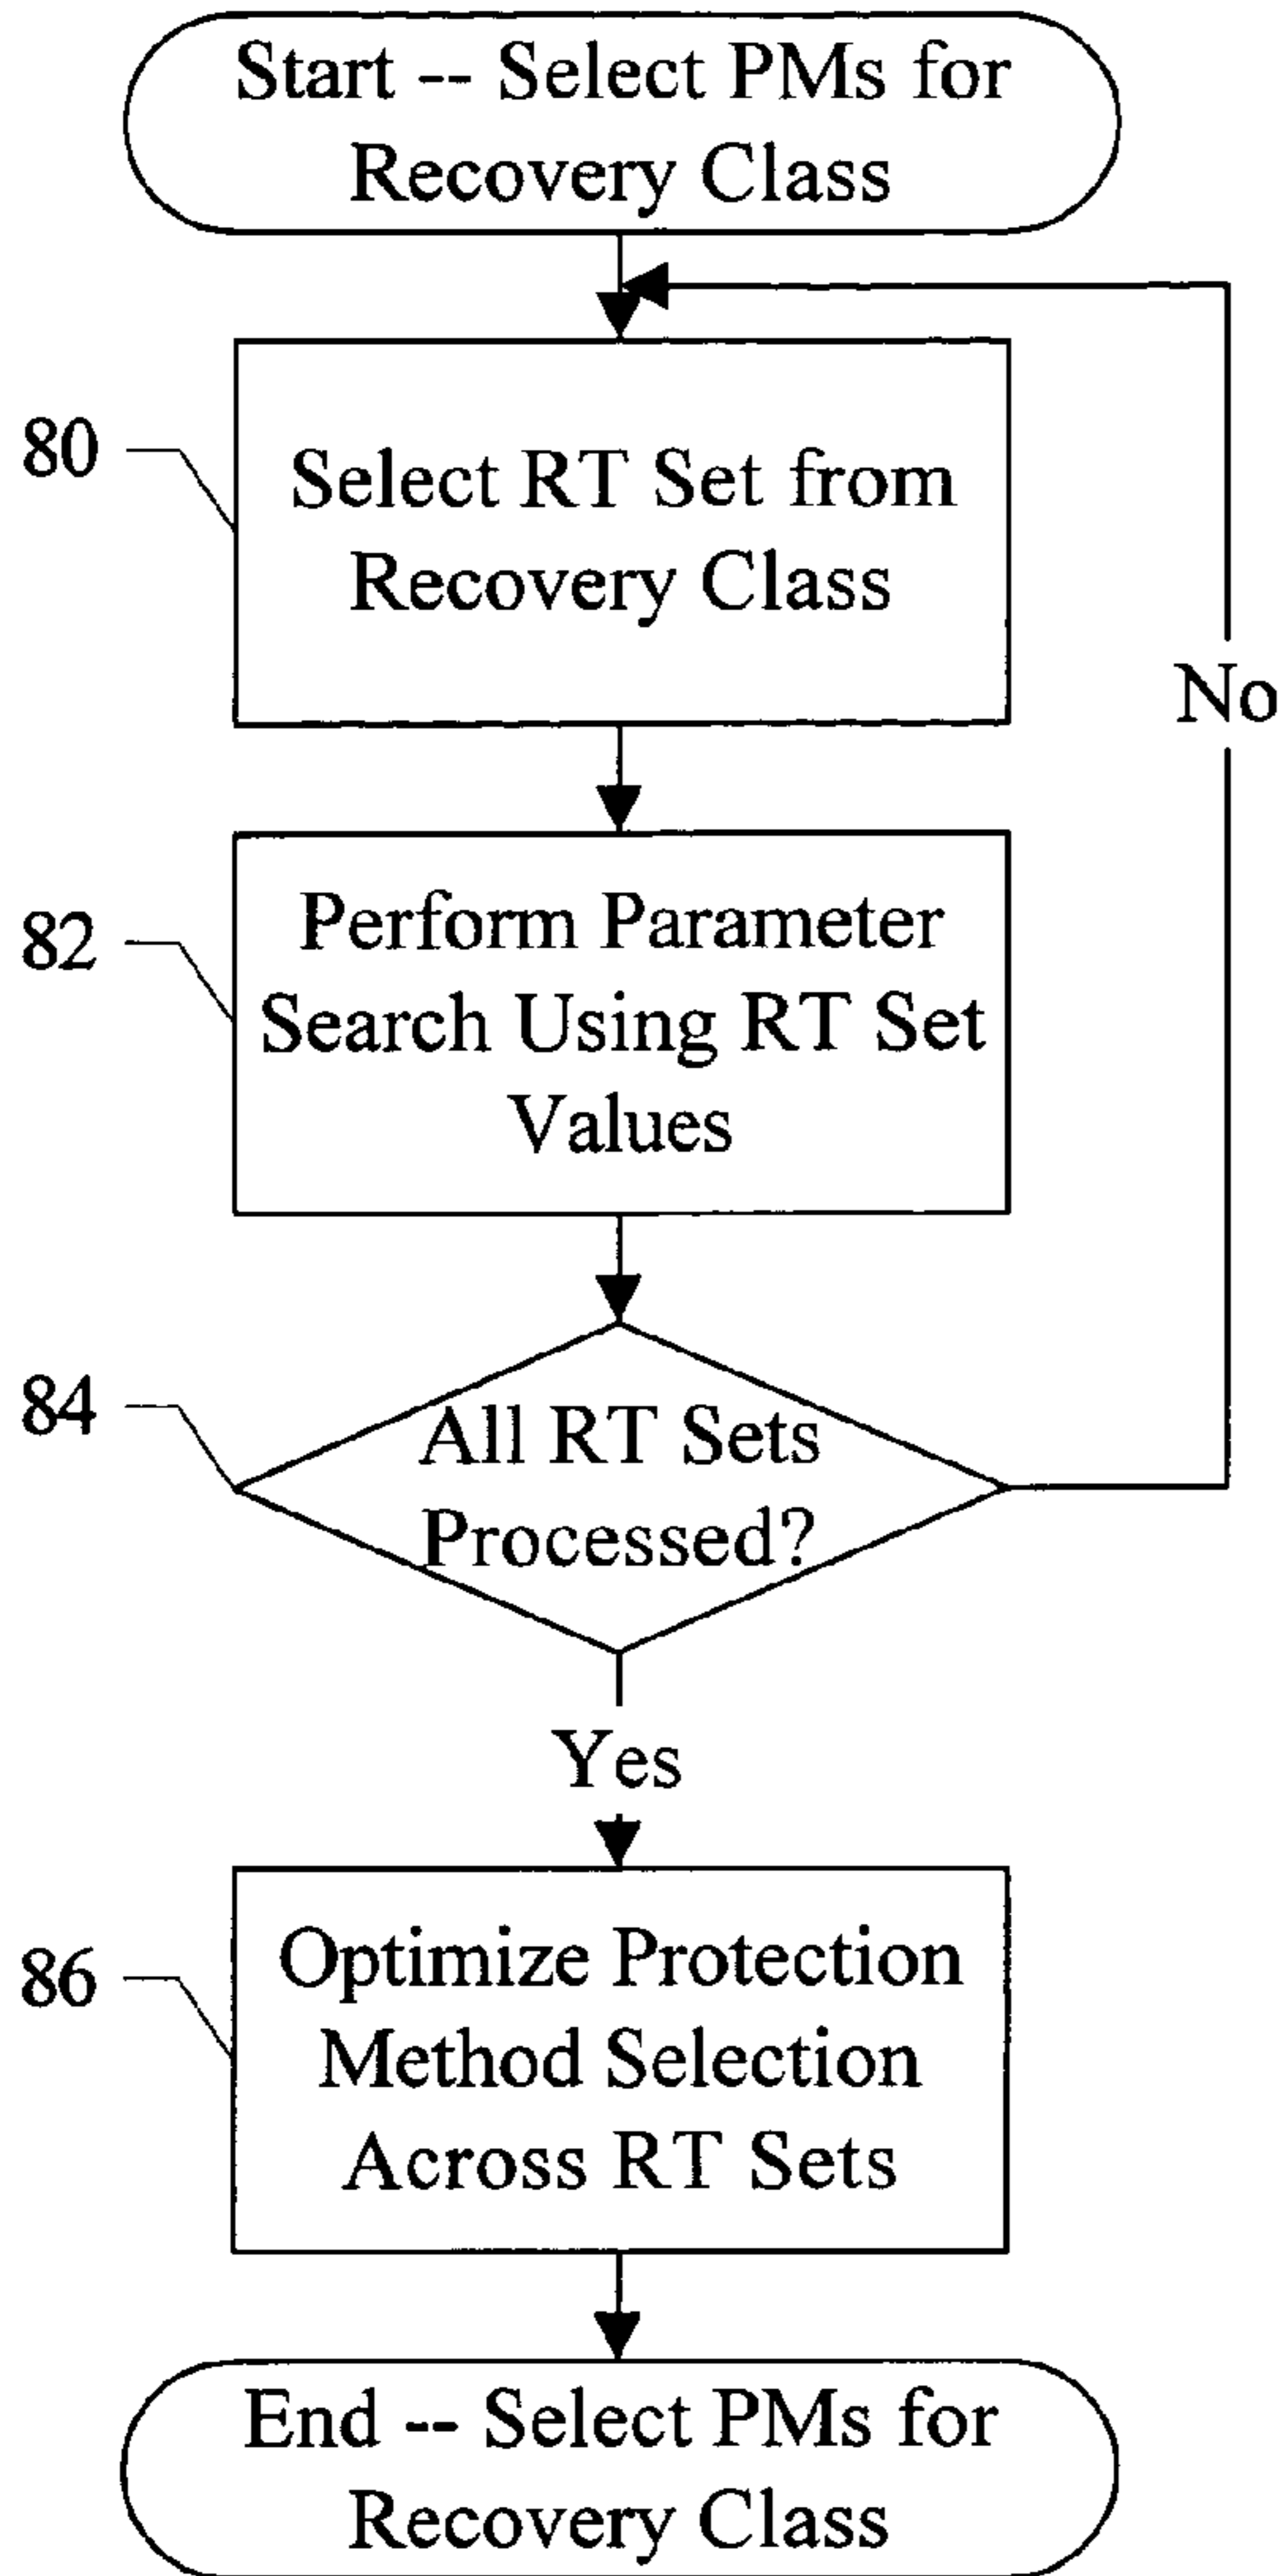 Start -- Select PMs for
Recovery Class
80
Select RT Set from
Recovery Class
No
82
Perform Parameter
Search Using RT Set
Values
84
All RT Sets
Processed?
Yes
86
Optimize Protection
Method Selection
Across RT Sets
End -- Select PMs for
Recovery Class